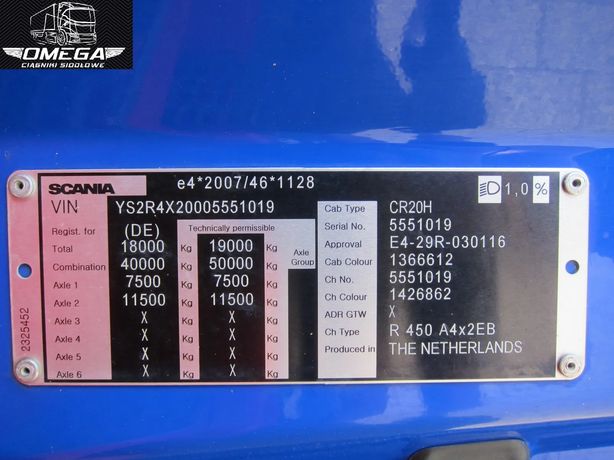 OMEGA
CIĄGNIKI SIODŁOWE
SCANIA e4*2007/46*1128 1,0 %
VIN YS2R4X20005551019 Cab Type CR20H
Regist. for (DE) Technically permissible Serial No. 5551019
Total 18000 Kg 19000 Kg Axle Group Approval E4-29R-030116
Combination 40000 Kg 50000 Kg Cab Colour 1366612
Axle 1 7500 Kg 7500 Kg Ch No. 5551019
Axle 2 11500 Kg 11500 Kg Ch Colour 1426862
Axle 3 X Kg X Kg ADR GTW X
Axle 4 X Kg X Kg Ch Type R 450 A4x2EB
Axle 5 X Kg X Kg Produced in THE NETHERLANDS
Axle 6 X Kg X Kg
2325452